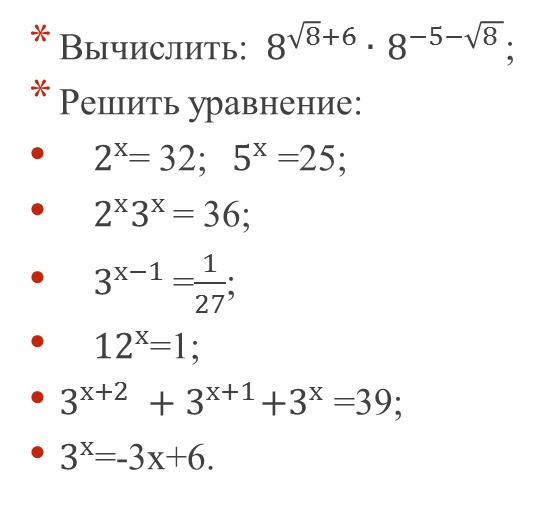 * Вычислить: 8^{√8+6} · 8^{−5−√8};
* Решить уравнение:
• 2^x= 32; 5^x =25;
• 2^x3^x = 36;
• 3^{x−1} =1/27;
• 12^x=1;
• 3^{x+2} + 3^{x+1}+3^x =39;
• 3^x=-3x+6.